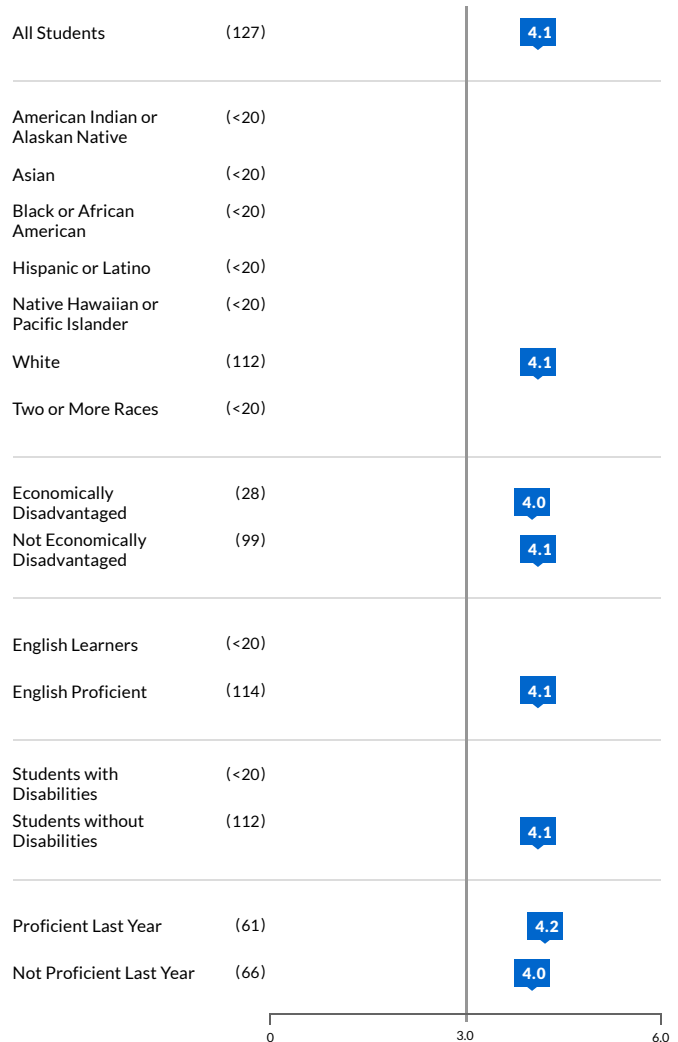 All Students (127) 4.1
American Indian or (<20)
Alaskan Native
Asian (<20)
Black or African (<20)
American
Hispanic or Latino (<20)
Native Hawaiian or (<20)
Pacific Islander
White (112) 4.1
Two or More Races (<20)
Economically (28) 4.0
Disadvantaged
Not Economically (99) 4.1
Disadvantaged
English Learners (<20)
English Proficient (114) 4.1
Students with (<20)
Disabilities
Students without (112) 4.1
Disabilities
Proficient Last Year (61) 4.2
Not Proficient Last Year (66) 4.0
0 3.0 6.0